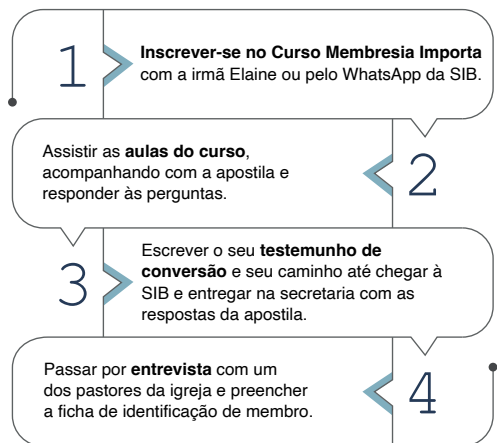 1
Inscrever-se no Curso Membresia Importa
com a irmã Elaine ou pelo WhatsApp da SIB.
Assistir as aulas do curso,
acompanhando com a apostila e
responder às perguntas.
2
3
Escrever o seu testemunho de
conversão e seu caminho até chegar à
SIB e entregar na secretaria com as
respostas da apostila.
Passar por entrevista com um
dos pastores da igreja e preencher
a ficha de identificação de membro.
4